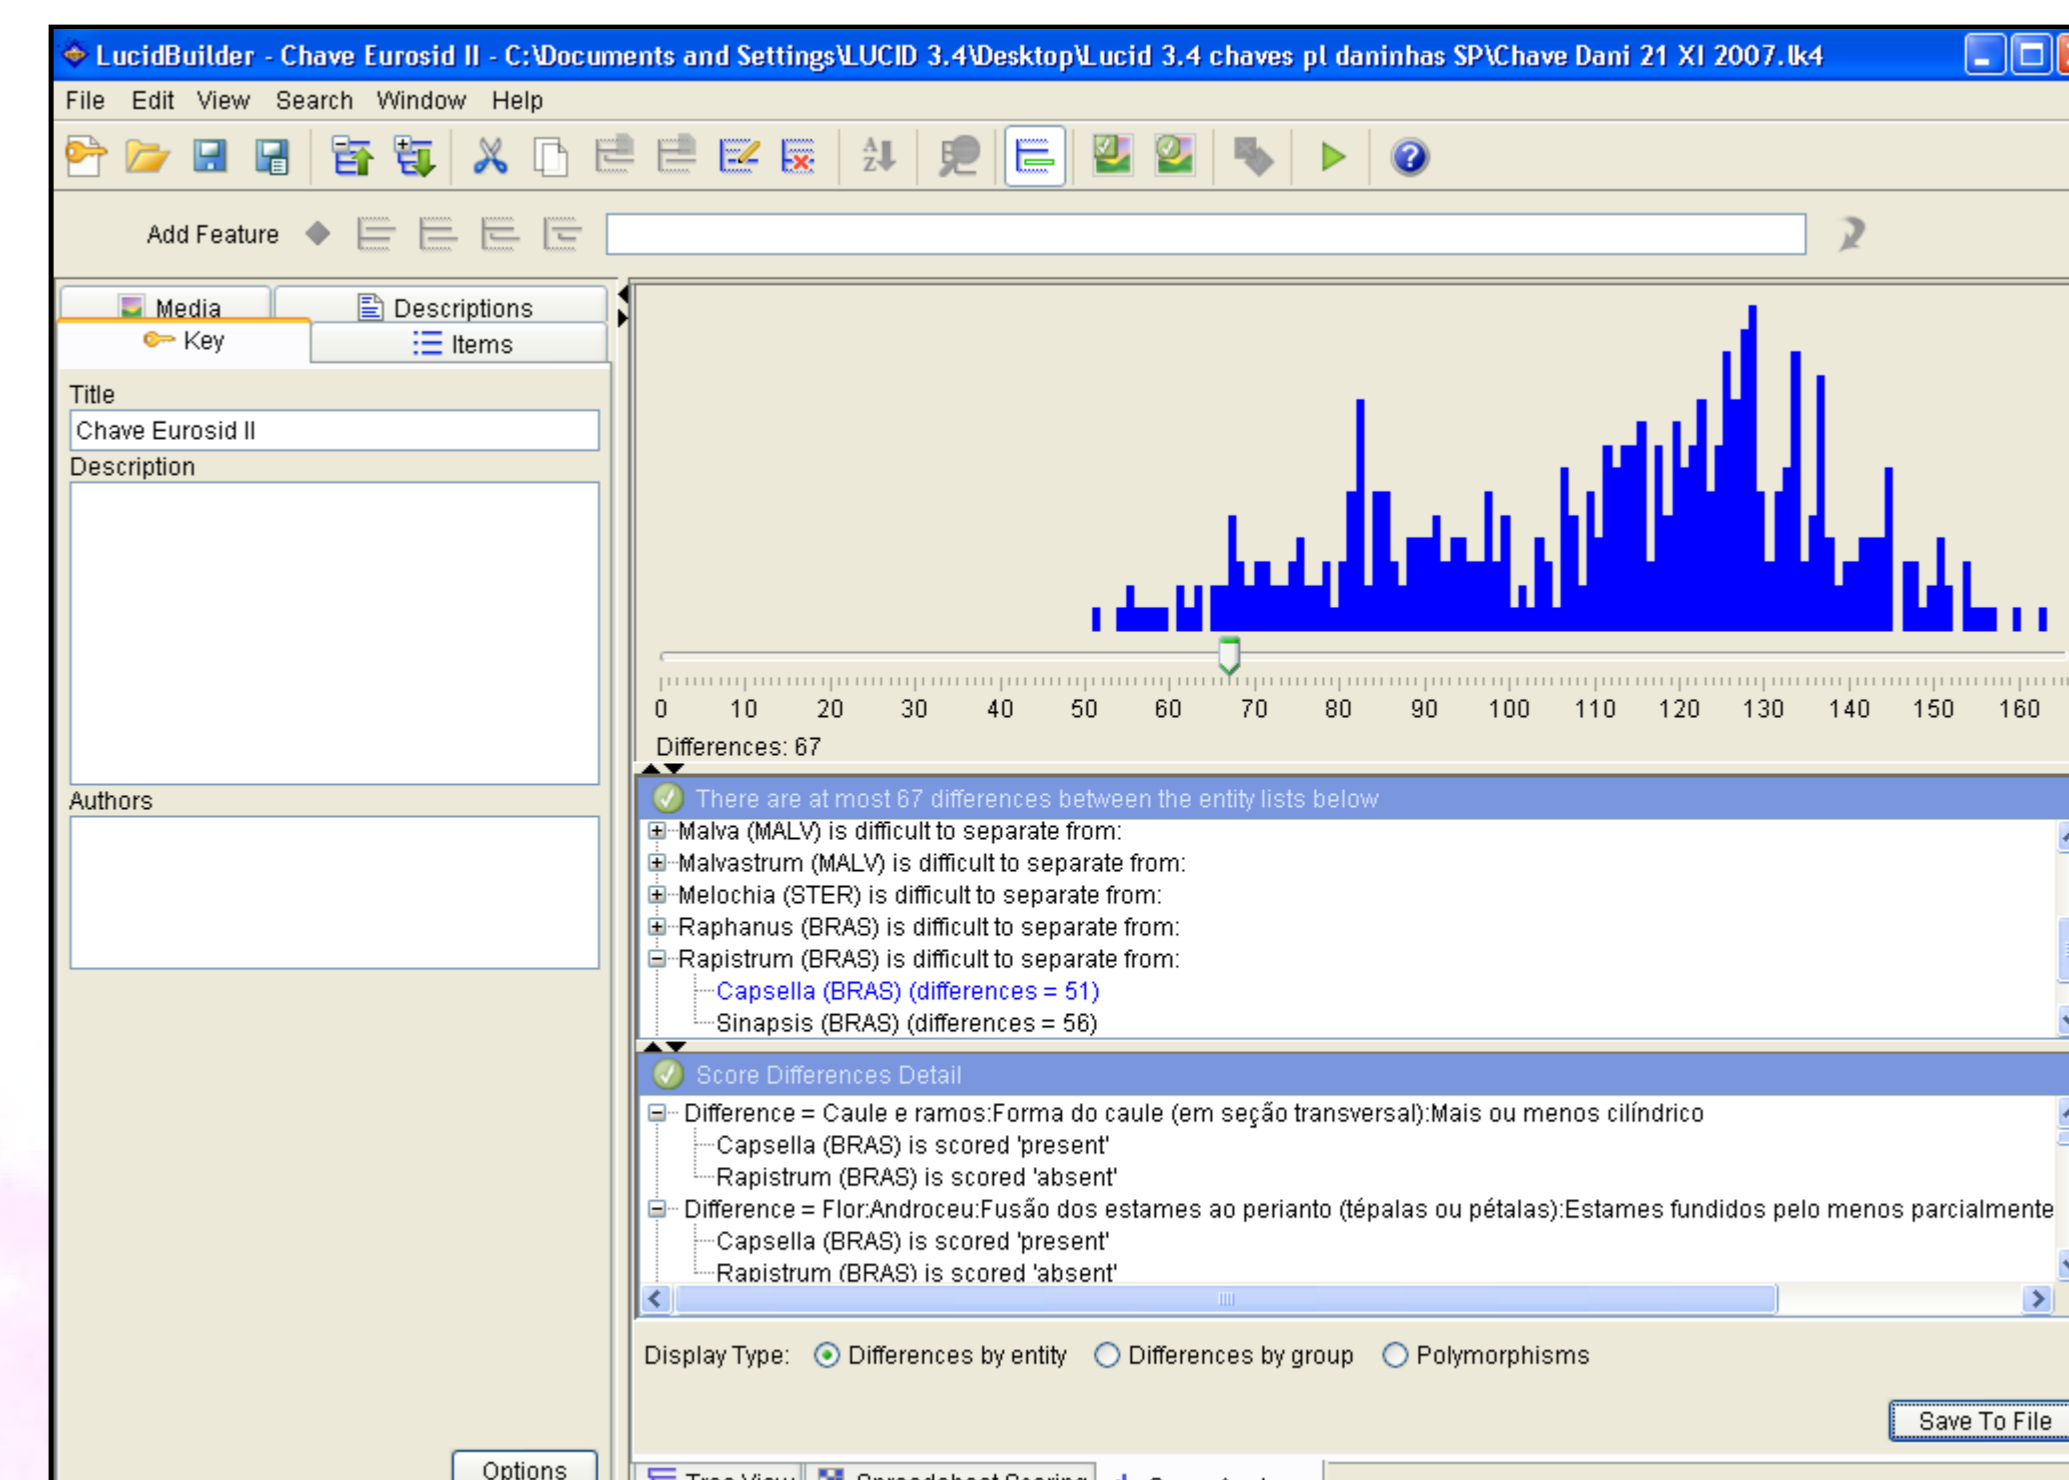 LucidBuilder - Chave Eurosid II - C:\Documents and Settings\LUCID 3.4\Desktop\Lucid 3.4 chaves pl daninhas SP\Chave Dani 21 XI 2007.lk4
File Edit View Search Window Help
Add Feature
Media Descriptions
Key Items
Title
Chave Eurosid II
Description
Authors
Options
0 10 20 30 40 50 60 70 80 90 100 110 120 130 140 150 160
Differences: 67
There are at most 67 differences between the entity lists below
Malva (MALV) is difficult to separate from:
Malvastrum (MALV) is difficult to separate from:
Melochia (STER) is difficult to separate from:
Raphanus (BRAS) is difficult to separate from:
Rapistrum (BRAS) is difficult to separate from:
Capsella (BRAS) (differences = 51)
Sinapsis (BRAS) (differences = 56)
Score Differences Detail
Difference = Caule e ramos:Forma do caule (em seção transversal):Mais ou menos cilíndrico
Capsella (BRAS) is scored 'present'
Rapistrum (BRAS) is scored 'absent'
Difference = Flor:Androceu:Fusão dos estames ao perianto (tépalas ou pétalas):Estames fundidos pelo menos parcialmente
Capsella (BRAS) is scored 'present'
Rapistrum (BRAS) is scored 'absent'
Display Type: Differences by entity Differences by group Polymorphisms
Save To File
Tree View Spreadsheet Scoring